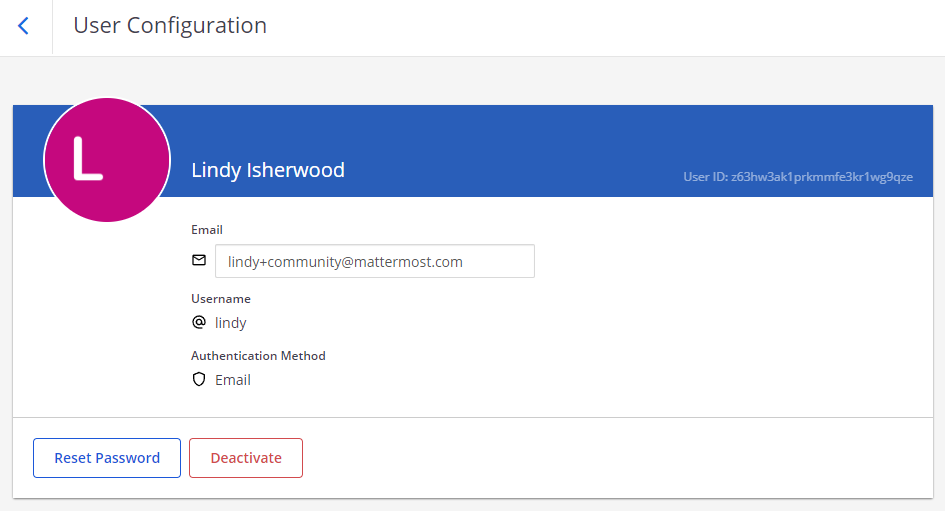 User Configuration
L
Lindy Isherwood
User ID: z63hw3ak1prkmmfe3kr1wg9qze
Email
lindy+community@mattermost.com
Username
lindy
Authentication Method
Email
Reset Password Deactivate